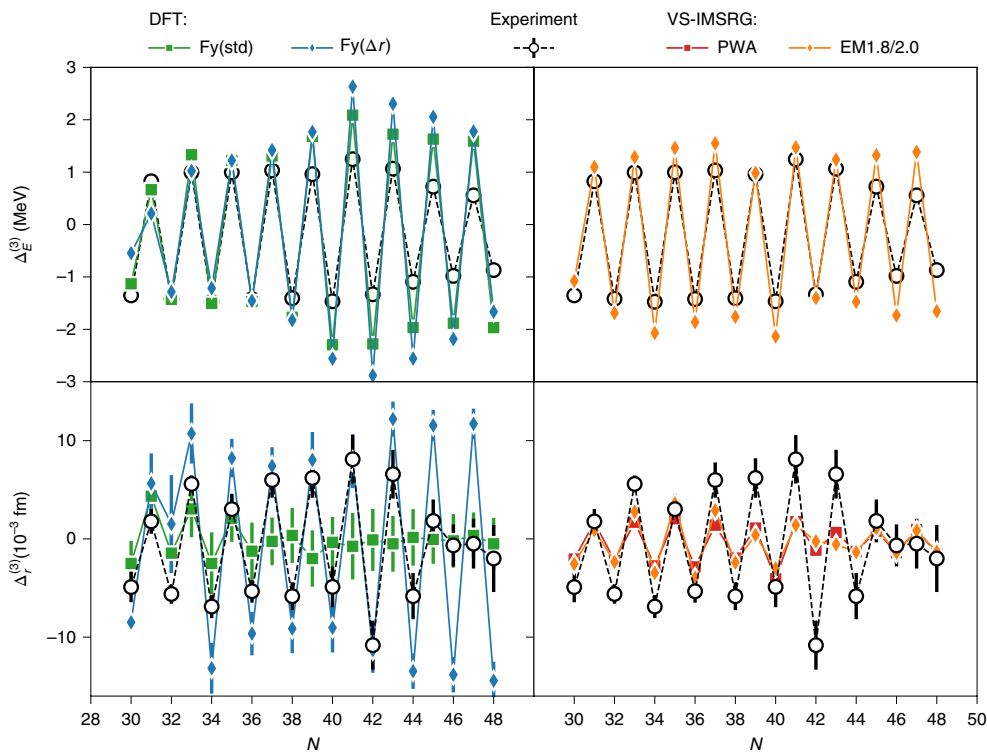 DFT: Experiment VS-IMSRG:
Fy(std) Fy(Δr) PWA EM1.8/2.0
3
2
1
0
−1
−2
−3
Δ_E^(3) (MeV)
10
0
−10
Δ_r^(3)(10⁻³ fm)
28 30 32 34 36 38 40 42 44 46 48 30 32 34 36 38 40 42 44 46 48 50
N N